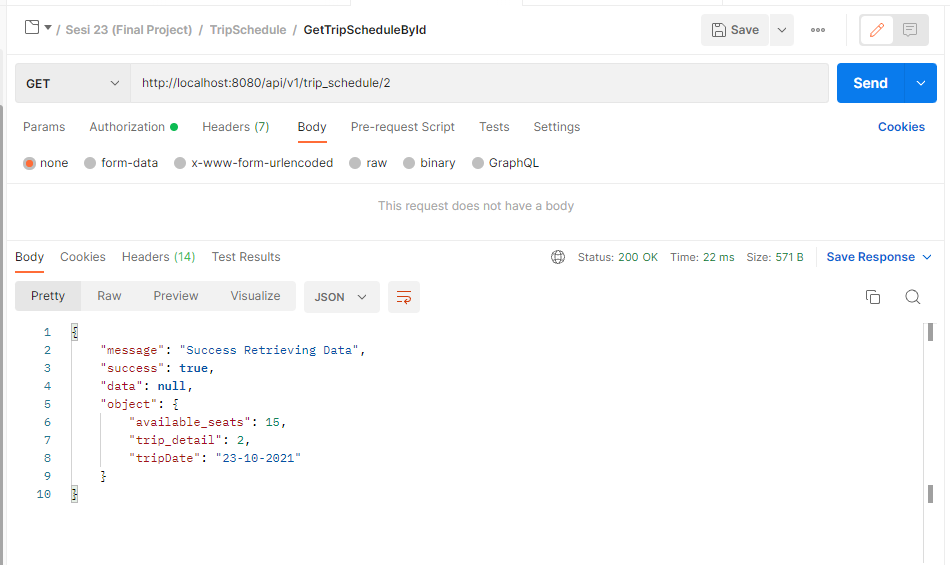 / Sesi 23 (Final Project) / TripSchedule / GetTripScheduleById
Save
GET
http://localhost:8080/api/v1/trip_schedule/2
Send
Params Authorization Headers (7) Body Pre-request Script Tests Settings Cookies
none form-data x-www-form-urlencoded raw binary GraphQL
This request does not have a body
Body Cookies Headers (14) Test Results Status: 200 OK Time: 22 ms Size: 571 B Save Response
Pretty Raw Preview Visualize JSON
1 {
2 "message": "Success Retrieving Data",
3 "success": true,
4 "data": null,
5 "object": {
6 "available_seats": 15,
7 "trip_detail": 2,
8 "tripDate": "23-10-2021"
9 }
10 }